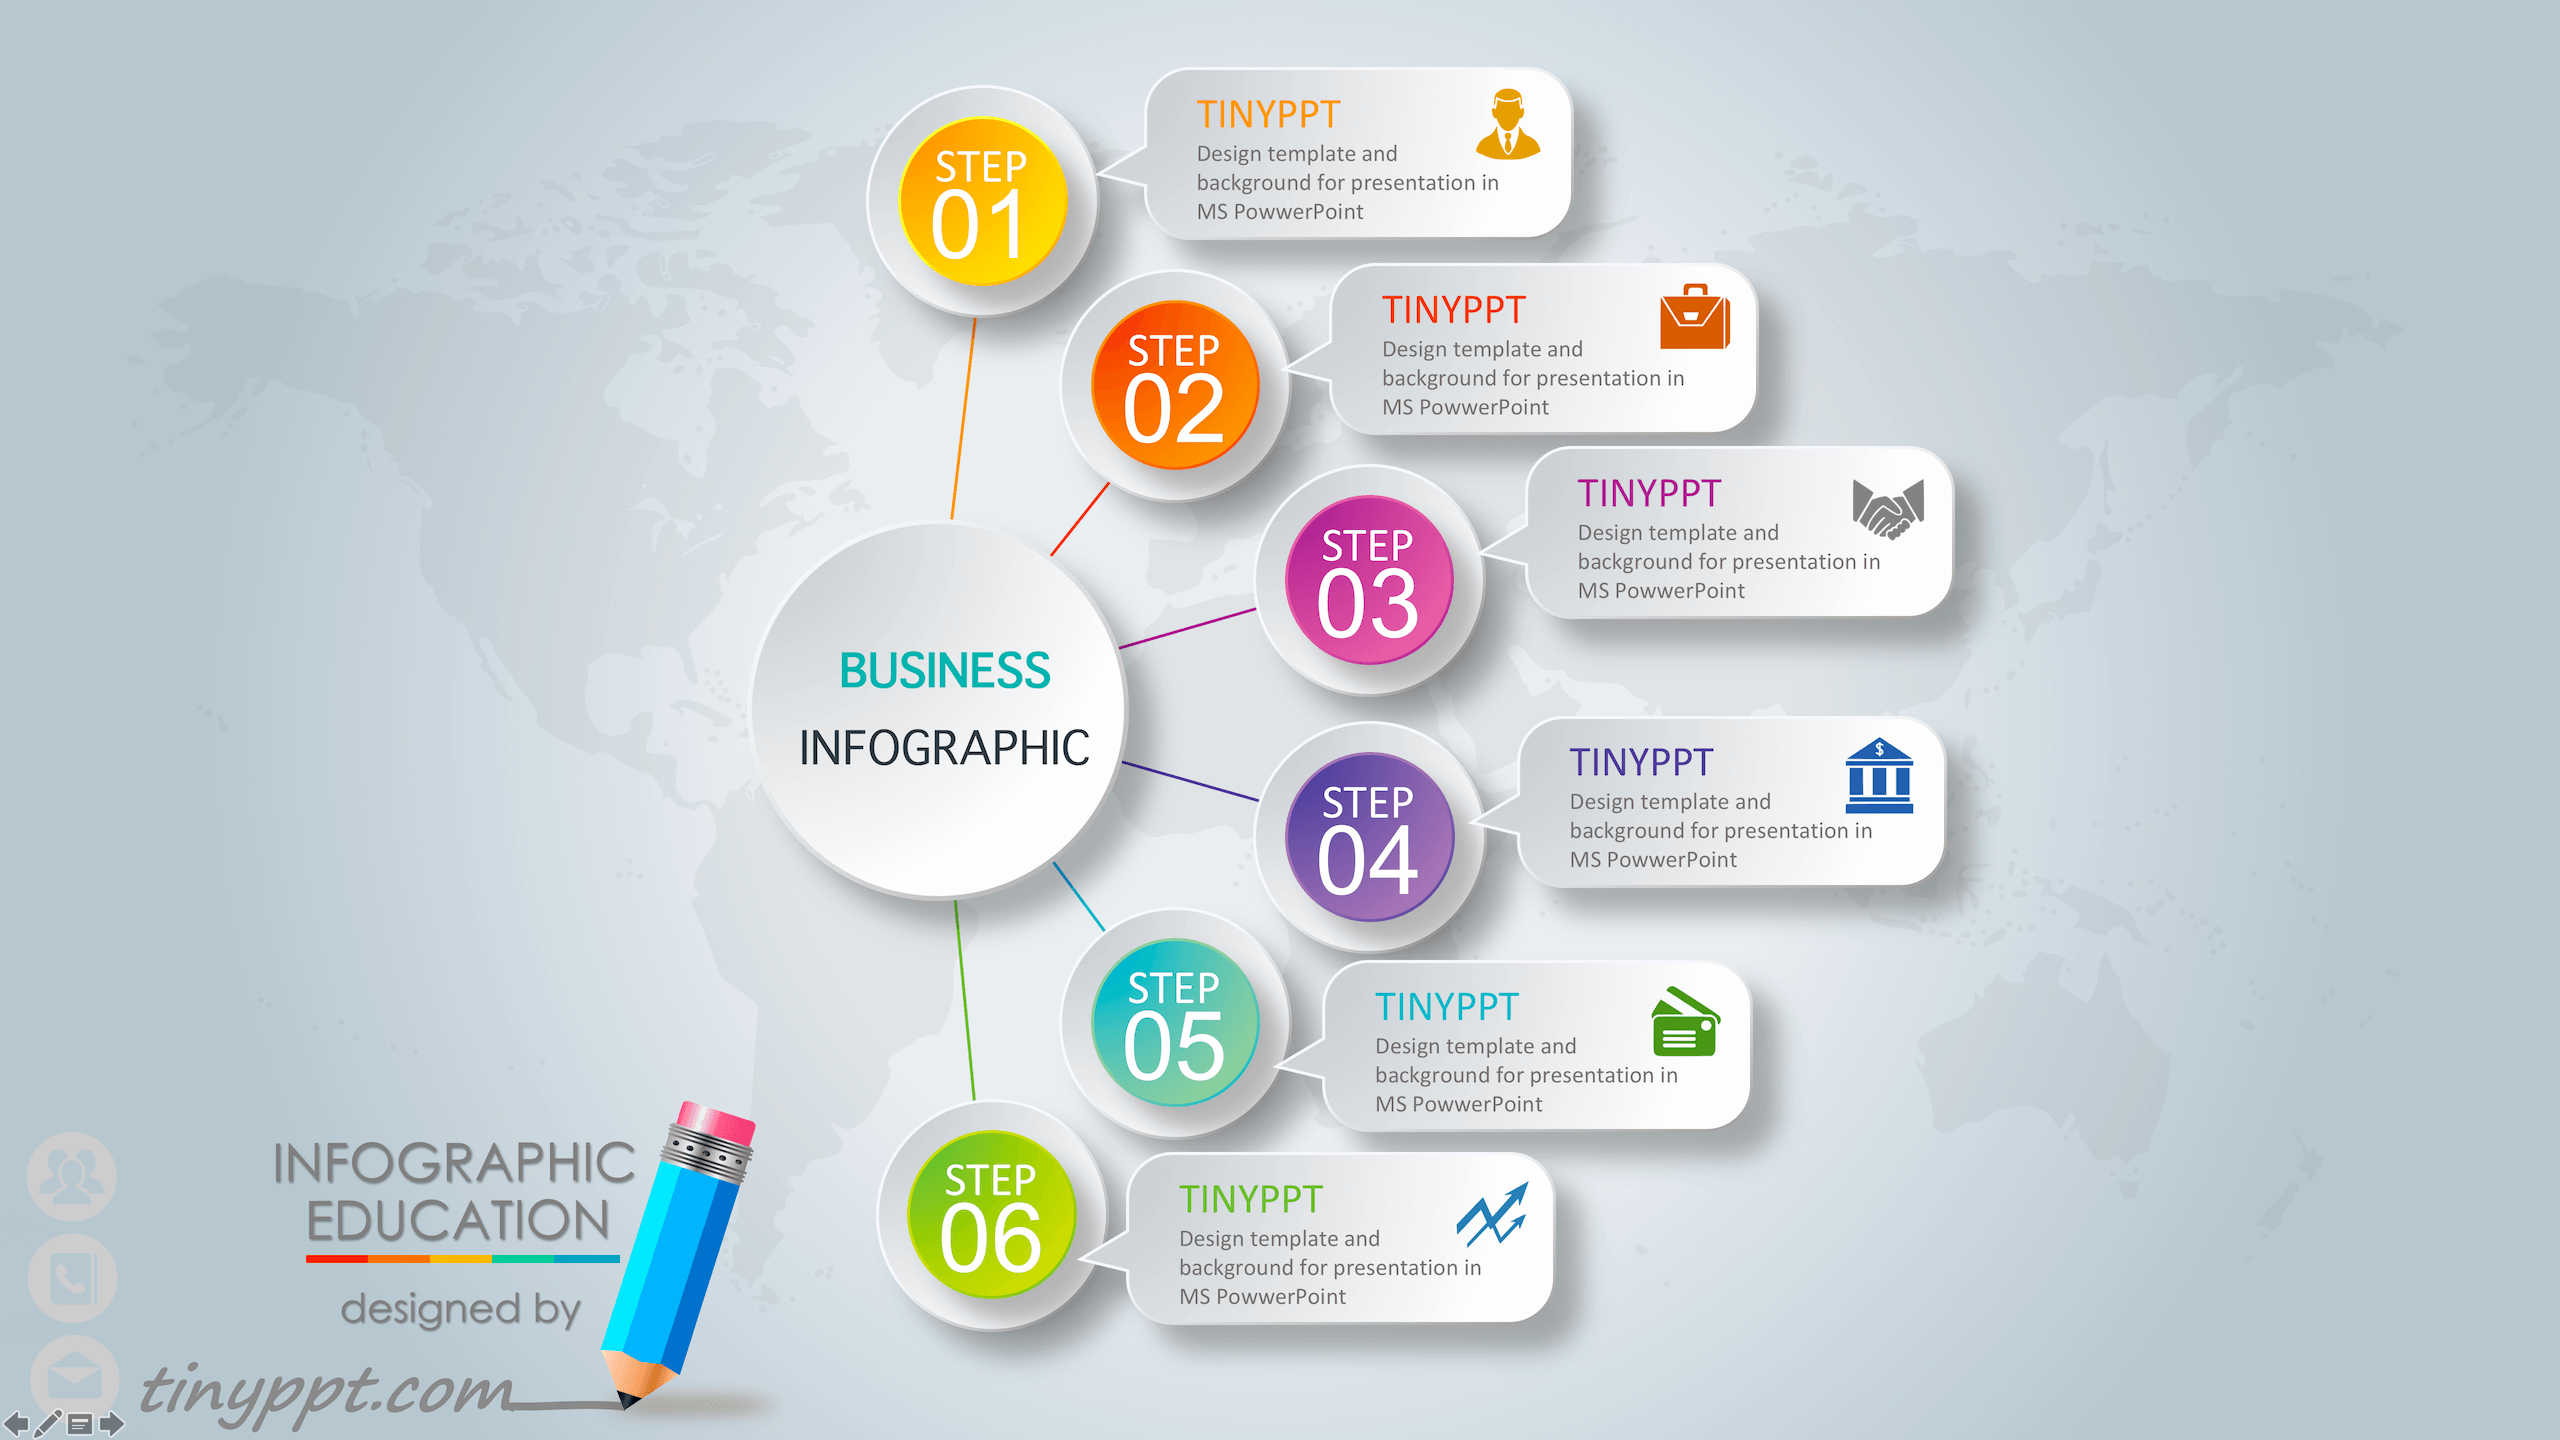 STEP
01
TINYPPT
Design template and
background for presentation in
MS PowwerPoint
STEP
02
TINYPPT
Design template and
background for presentation in
MS PowwerPoint
STEP
03
TINYPPT
Design template and
background for presentation in
MS PowwerPoint
BUSINESS
INFOGRAPHIC
STEP
04
TINYPPT
$
Design template and
background for presentation in
MS PowwerPoint
STEP
05
TINYPPT
Design template and
background for presentation in
MS PowwerPoint
STEP
06
TINYPPT
Design template and
background for presentation in
MS PowwerPoint
INFOGRAPHIC
EDUCATION
designed by
tinyppt.com